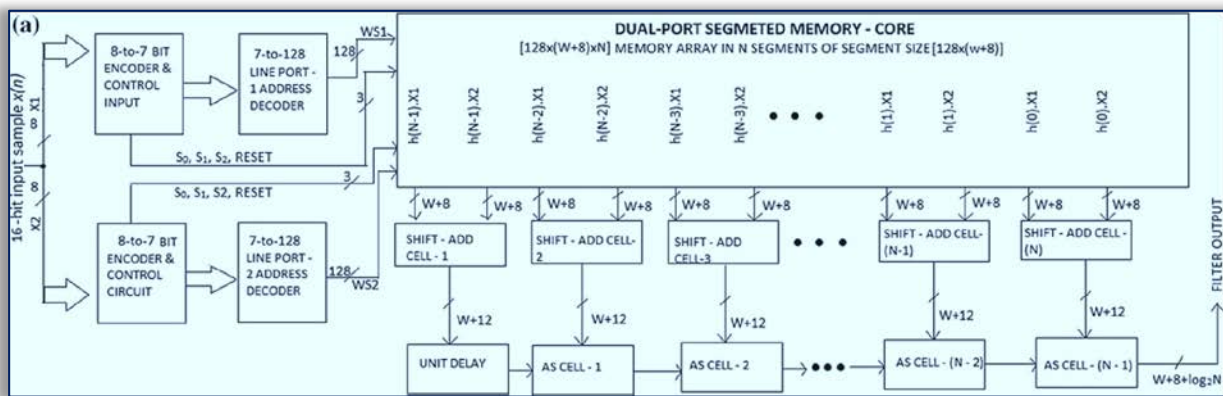 (a)
16 -bit input sample x(n)
X1
8
8
X2
8-to-7 BIT
ENCODER &
CONTROL
INPUT
7-to-128
LINE PORT -
1 ADDRESS
DECODER
128
WS1
3
S₀, S₁, S₂, RESET
S₀, S₁, S2, RESET
3
8-to-7 BIT
ENCODER &
CONTROL
CIRCUIT
7-to-128
LINE PORT -
2 ADDRESS
DECODER
128
WS2
DUAL-PORT SEGMETED MEMORY - CORE
[128x(W+8)xN] MEMORY ARRAY IN N SEGMENTS OF SEGMENT SIZE[128x(w+8)]
h(N-1).X1
h(N-1).X2
h(N-2).X1
h(N-2).X2
h(N-3).X1
h(N-3).X2
h(1).X1
h(1).X2
h(0).X1
h(0).X2
W+8
W+8
W+8
W+8
W+8
W+8
W+8
W+8
W+8
W+8
SHIFT - ADD
CELL - 1
SHIFT - ADD CELL-
2
SHIFT - ADD
CELL-3
SHIFT - ADD CELL-
(N-1)
SHIFT - ADD CELL -
(N)
W+12
W+12
W+12
W+12
W+12
UNIT DELAY
AS CELL - 1
AS CELL - 2
AS CELL - (N - 2)
AS CELL - (N - 1)
W+8+log₂N
FILTER OUTPUT